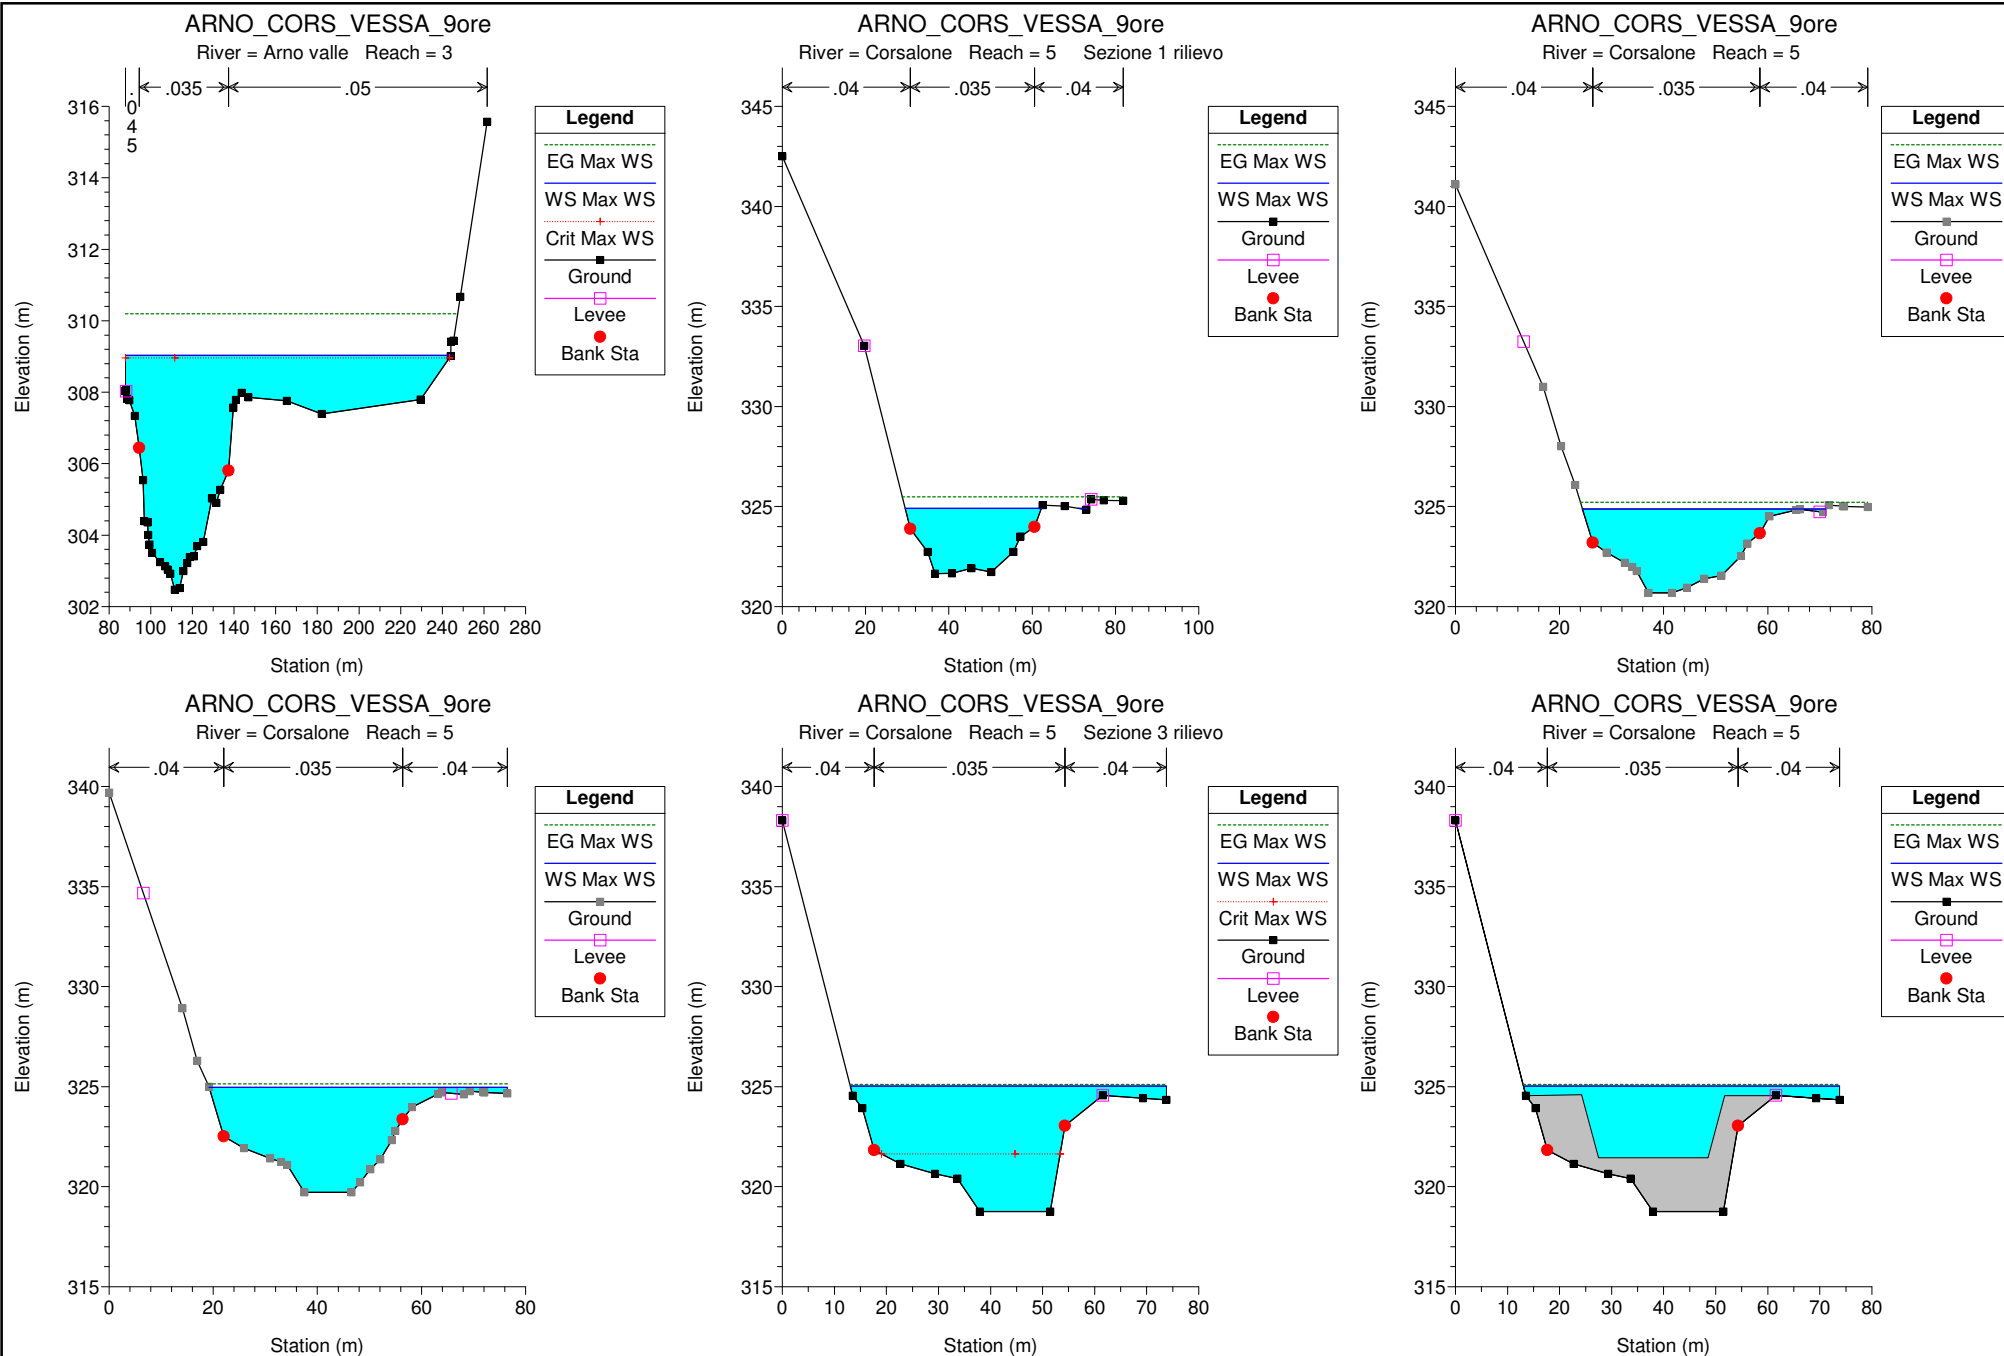 ARNO_CORS_VESSA_9ore
River = Arno valle   Reach = 3
.045
.035
.05
316
314
312
310
308
306
304
302
80 100 120 140 160 180 200 220 240 260 280
Elevation (m)
Station (m)
Legend
EG Max WS
WS Max WS
Crit Max WS
Ground
Levee
Bank Sta
ARNO_CORS_VESSA_9ore
River = Corsalone   Reach = 5   Sezione 1 rilievo
.04
.035
.04
345
340
335
330
325
320
0 20 40 60 80 100
Elevation (m)
Station (m)
Legend
EG Max WS
WS Max WS
Ground
Levee
Bank Sta
ARNO_CORS_VESSA_9ore
River = Corsalone   Reach = 5
.04
.035
.04
345
340
335
330
325
320
0 20 40 60 80
Elevation (m)
Station (m)
Legend
EG Max WS
WS Max WS
Ground
Levee
Bank Sta
ARNO_CORS_VESSA_9ore
River = Corsalone   Reach = 5
.04
.035
.04
340
335
330
325
320
315
0 20 40 60 80
Elevation (m)
Station (m)
Legend
EG Max WS
WS Max WS
Ground
Levee
Bank Sta
ARNO_CORS_VESSA_9ore
River = Corsalone   Reach = 5   Sezione 3 rilievo
.04
.035
.04
340
335
330
325
320
315
0 10 20 30 40 50 60 70 80
Elevation (m)
Station (m)
Legend
EG Max WS
WS Max WS
Crit Max WS
Ground
Levee
Bank Sta
ARNO_CORS_VESSA_9ore
River = Corsalone   Reach = 5
.04
.035
.04
340
335
330
325
320
315
0 10 20 30 40 50 60 70 80
Elevation (m)
Station (m)
Legend
EG Max WS
WS Max WS
Ground
Levee
Bank Sta